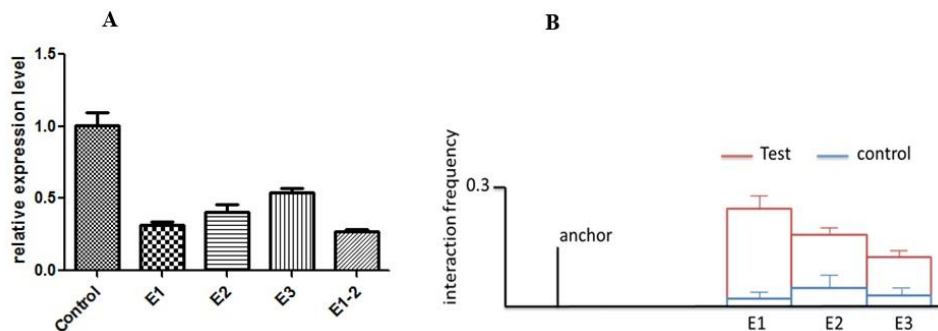 A
relative expression level
1.5
1.0
0.5
0.0
Control
E1
E2
E3
E1-2
B
Test
control
interaction frequency
0.3
anchor
E1
E2
E3